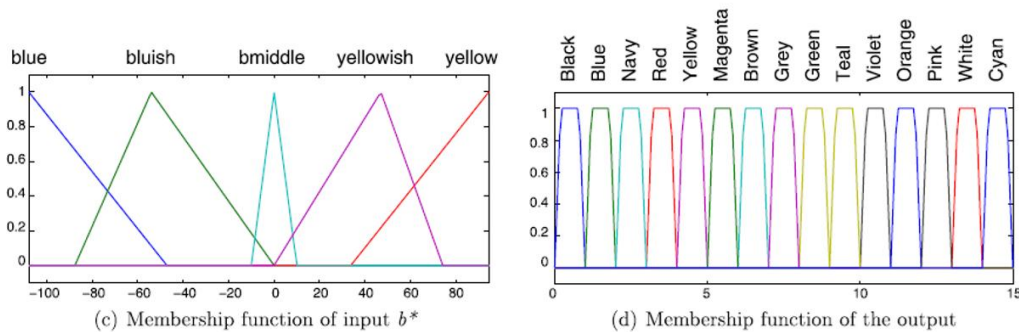 blue bluish bmiddle yellowish yellow
1
0.8
0.6
0.4
0.2
0
−100 −80 −60 −40 −20 0 20 40 60 80
(c) Membership function of input b*
Black Blue Navy Red Yellow Magenta Brown Grey Green Teal Violet Orange Pink White Cyan
1
0.8
0.6
0.4
0.2
0
0 5 10 15
(d) Membership function of the output